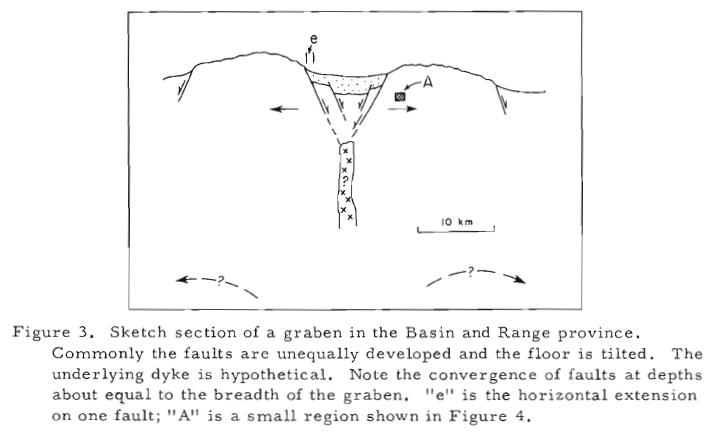 e
A
x
x
x
?
x
x
x
x
10 km
?
?
Figure 3. Sketch section of a graben in the Basin and Range province.
Commonly the faults are unequally developed and the floor is tilted. The
underlying dyke is hypothetical. Note the convergence of faults at depths
about equal to the breadth of the graben. "e" is the horizontal extension
on one fault; "A" is a small region shown in Figure 4.